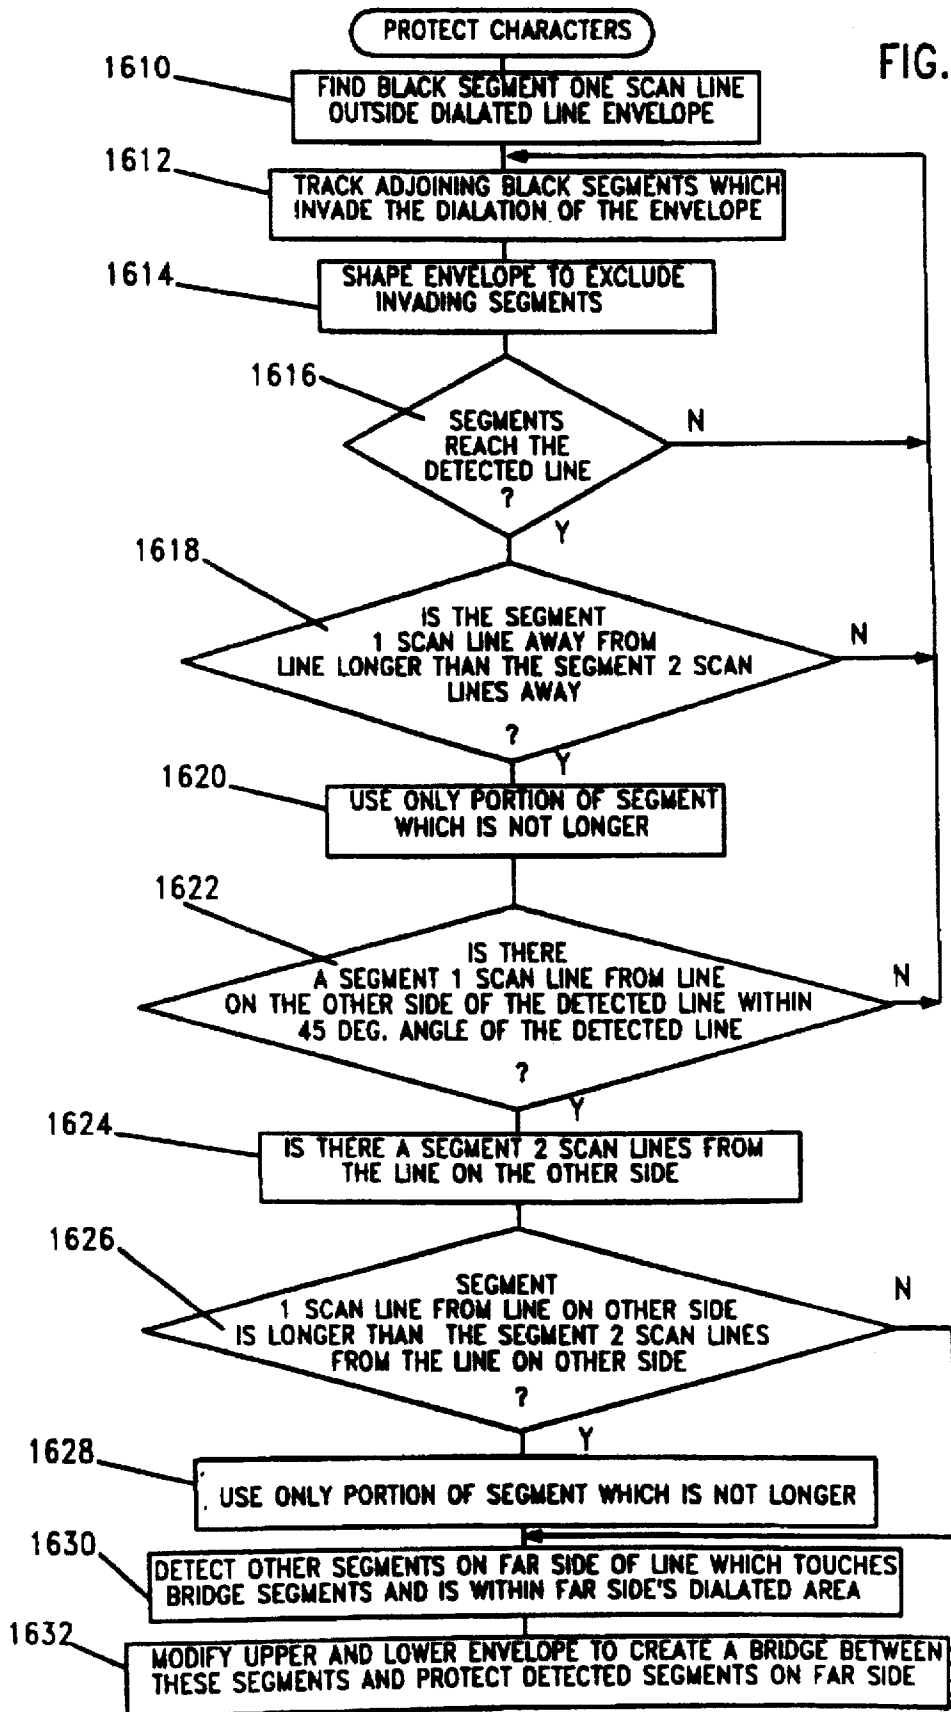 PROTECT CHARACTERS
FIG.
1610
FIND BLACK SEGMENT ONE SCAN LINE
OUTSIDE DIALATED LINE ENVELOPE
1612
TRACK ADJOINING BLACK SEGMENTS WHICH
INVADE THE DIALATION OF THE ENVELOPE
1614
SHAPE ENVELOPE TO EXCLUDE
INVADING SEGMENTS
1616
SEGMENTS
REACH THE
DETECTED LINE
?
N
Y
1618
IS THE SEGMENT
1 SCAN LINE AWAY FROM
LINE LONGER THAN THE SEGMENT 2 SCAN
LINES AWAY
?
N
Y
1620
USE ONLY PORTION OF SEGMENT
WHICH IS NOT LONGER
1622
IS THERE
A SEGMENT 1 SCAN LINE FROM LINE
ON THE OTHER SIDE OF THE DETECTED LINE WITHIN
45 DEG. ANGLE OF THE DETECTED LINE
?
N
Y
1624
IS THERE A SEGMENT 2 SCAN LINES FROM
THE LINE ON THE OTHER SIDE
1626
SEGMENT
1 SCAN LINE FROM LINE ON OTHER SIDE
IS LONGER THAN THE SEGMENT 2 SCAN LINES
FROM THE LINE ON OTHER SIDE
?
N
Y
1628
USE ONLY PORTION OF SEGMENT WHICH IS NOT LONGER
1630
DETECT OTHER SEGMENTS ON FAR SIDE OF LINE WHICH TOUCHES
BRIDGE SEGMENTS AND IS WITHIN FAR SIDE'S DIALATED AREA
1632
MODIFY UPPER AND LOWER ENVELOPE TO CREATE A BRIDGE BETWEEN
THESE SEGMENTS AND PROTECT DETECTED SEGMENTS ON FAR SIDE